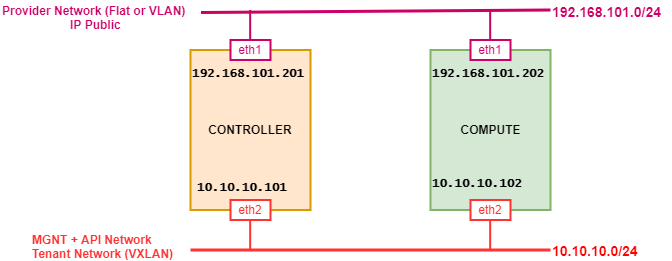 Provider Network (Flat or VLAN)
IP Public
192.168.101.0/24
eth1
eth1
192.168.101.201
192.168.101.202
CONTROLLER
COMPUTE
10.10.10.101
10.10.10.102
eth2
eth2
MGNT + API Network
Tenant Network (VXLAN)
10.10.10.0/24